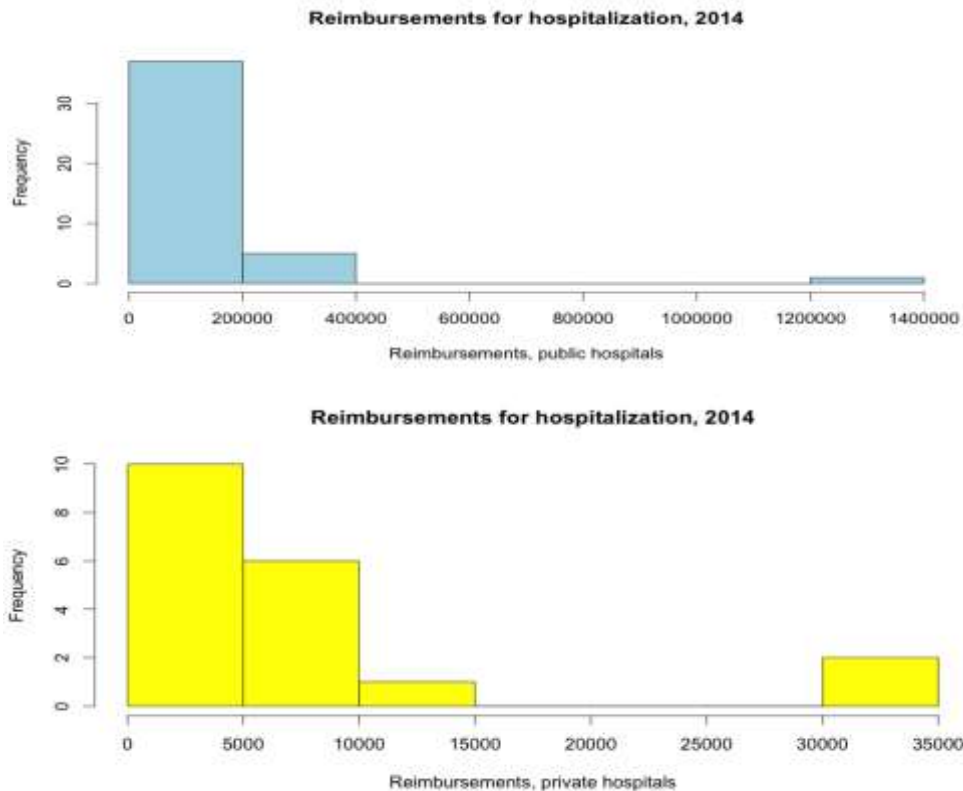 Reimbursements for hospitalization, 2014
Frequency
30
20
10
0
0 200000 400000 600000 800000 1000000 1200000 1400000
Reimbursements, public hospitals
Reimbursements for hospitalization, 2014
Frequency
10
8
6
4
2
0
0 5000 10000 15000 20000 25000 30000 35000
Reimbursements, private hospitals